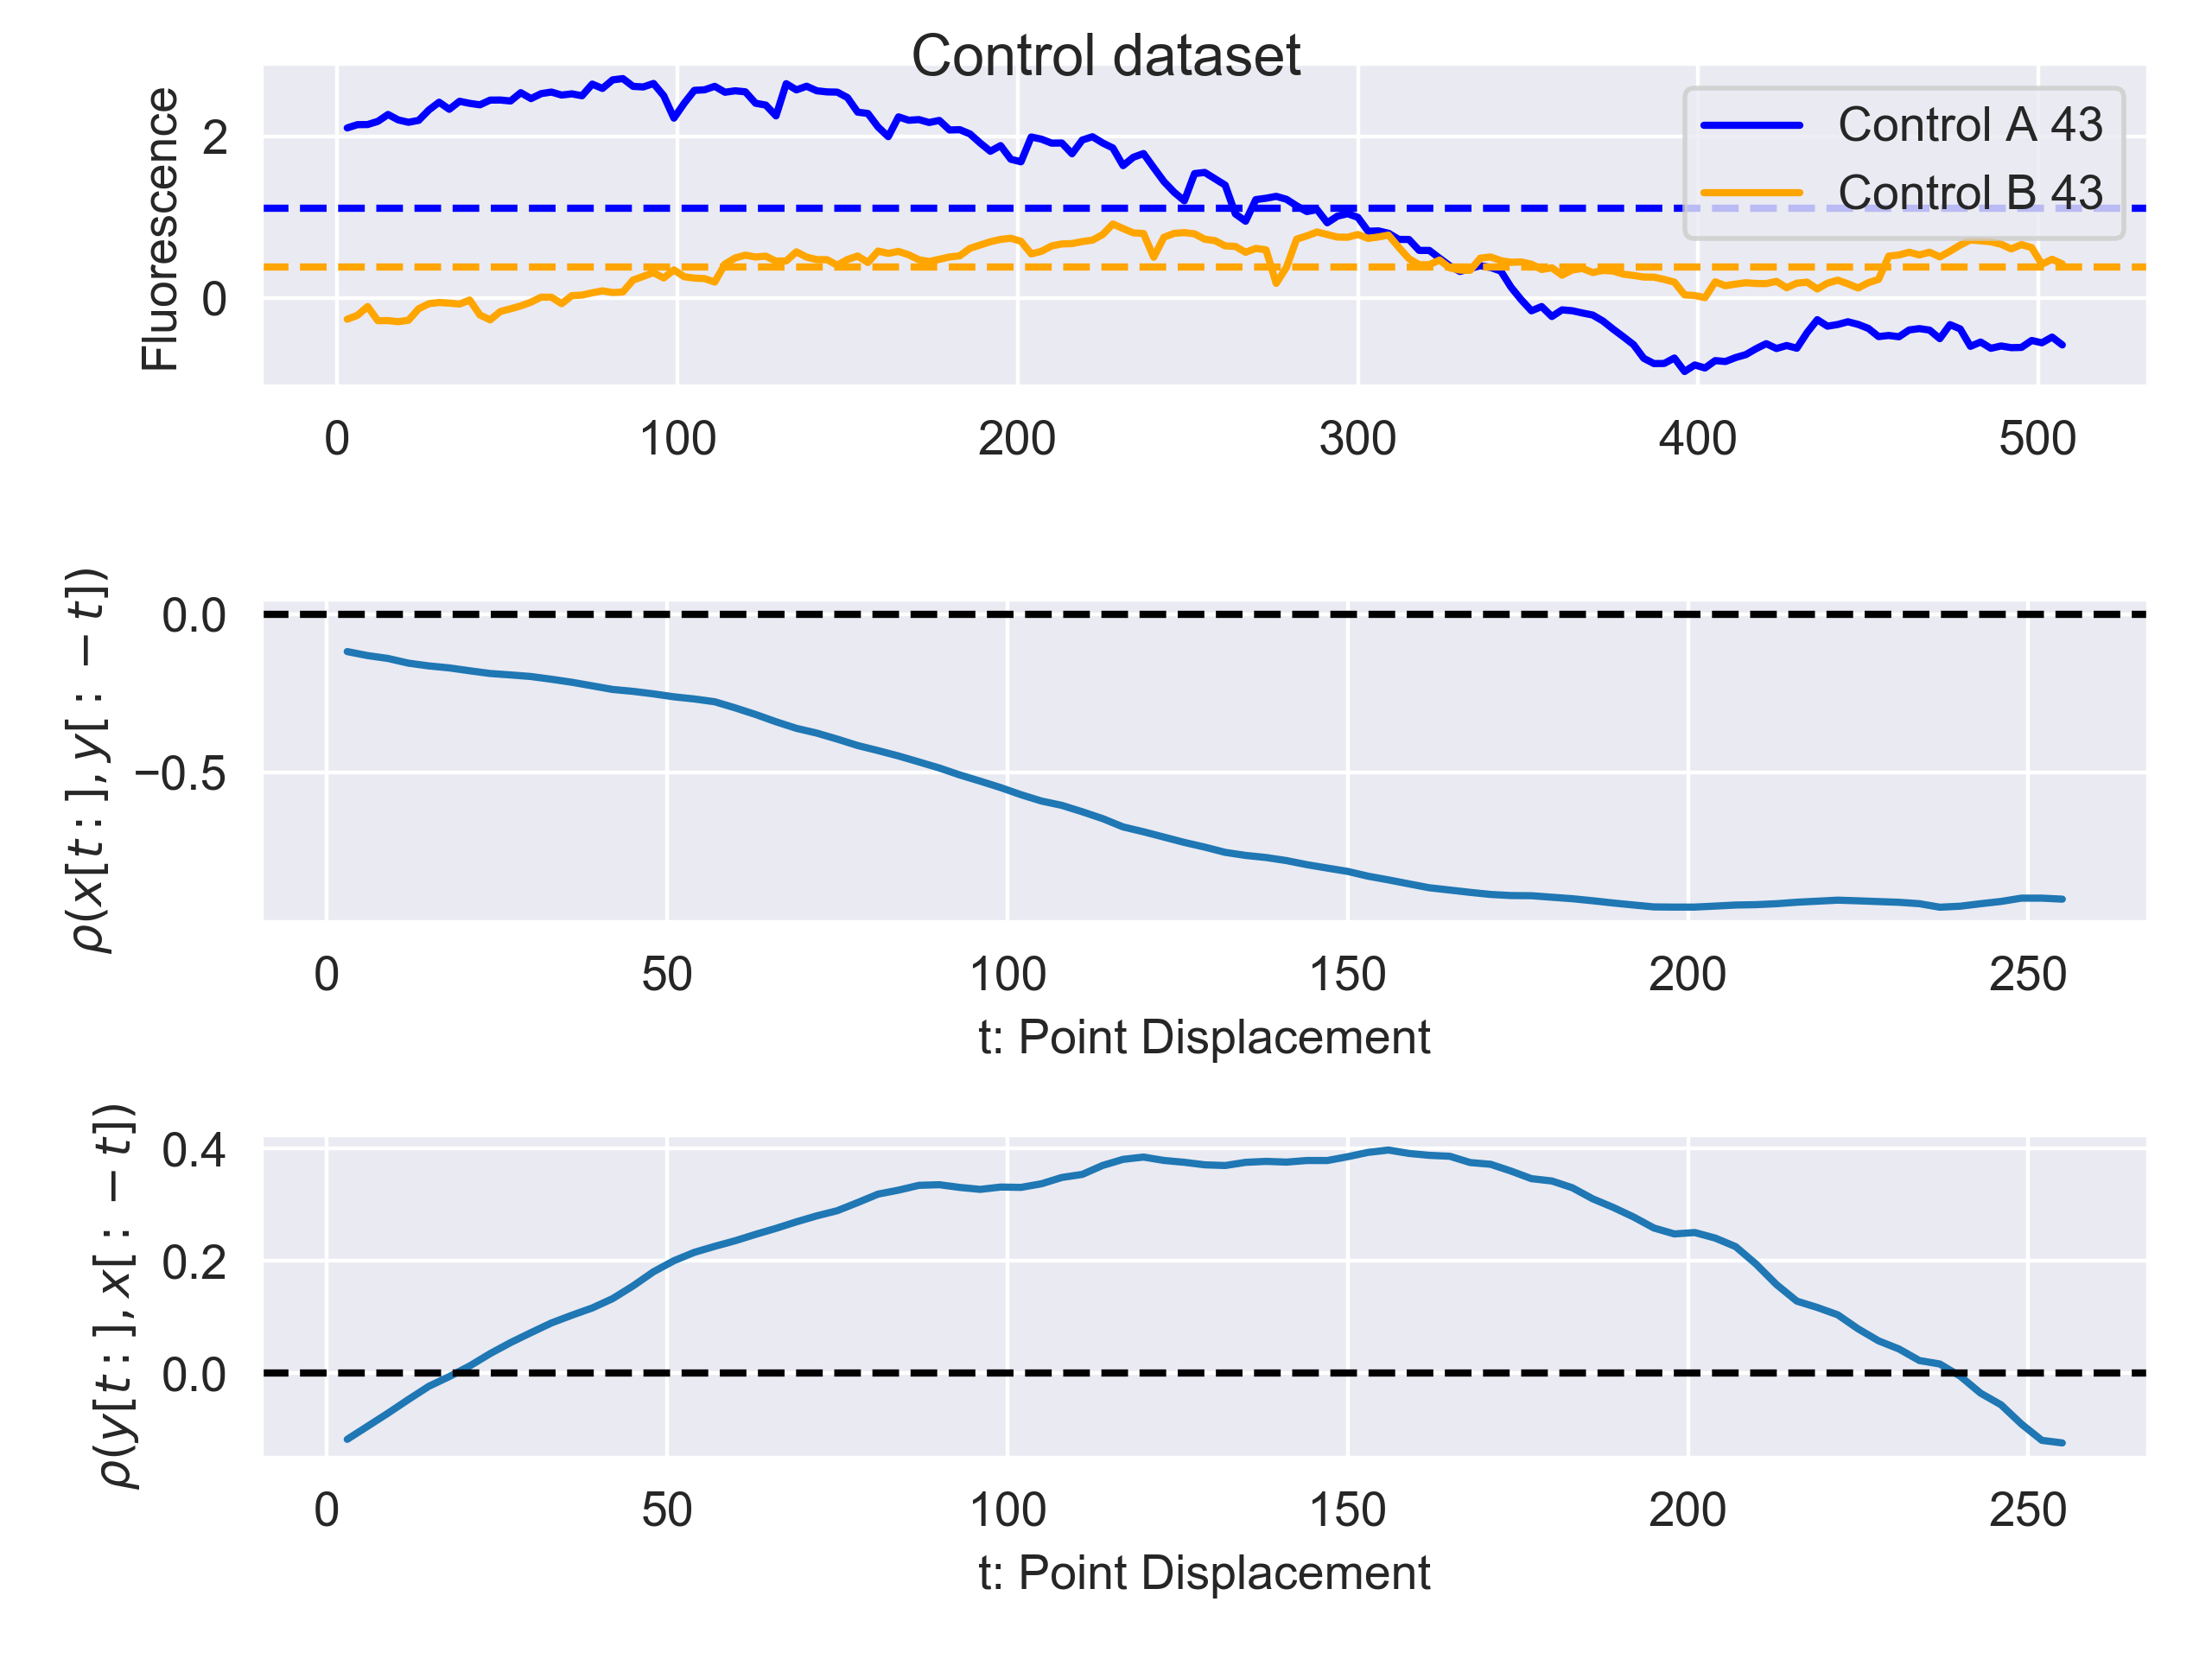 Control dataset
Fluorescence
2
0
Control A 43
Control B 43
0 100 200 300 400 500
ρ(x[t:], y[: −t])
0.0
−0.5
0 50 100 150 200 250
t: Point Displacement
ρ(y[t:], x[: −t])
0.4
0.2
0.0
0 50 100 150 200 250
t: Point Displacement